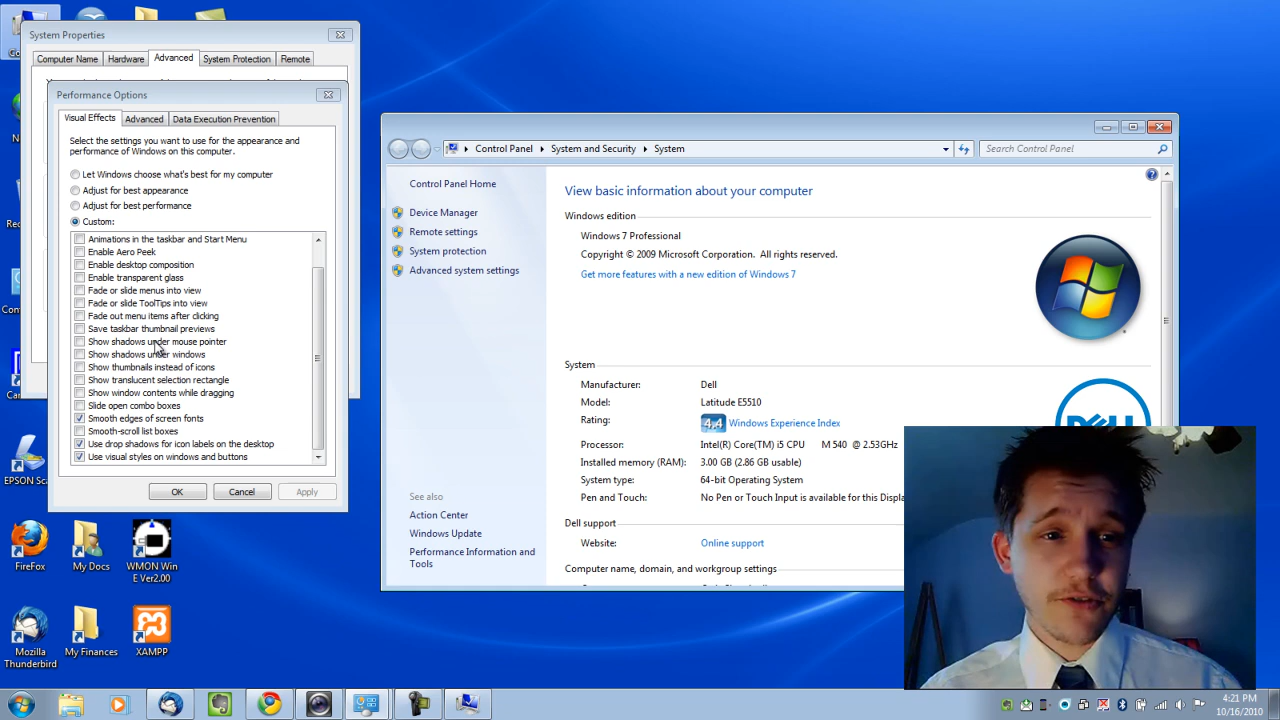 System Properties
Computer Name
Hardware
Advanced
System Protection
Remote
Performance Options
Visual Effects
Advanced
Data Execution Prevention
Select the settings you want to use for the appearance and
performance of Windows on this computer.
Let Windows choose what's best for my computer
Adjust for best appearance
Adjust for best performance
Custom:
Animations in the taskbar and Start Menu
Enable Aero Peek
Enable desktop composition
Enable transparent glass
Fade or slide menus into view
Fade or slide ToolTips into view
Fade out menu items after clicking
Save taskbar thumbnail previews
Show shadows under mouse pointer
Show shadows under windows
Show thumbnails instead of icons
Show translucent selection rectangle
Show window contents while dragging
Slide open combo boxes
Smooth edges of screen fonts
Smooth-scroll list boxes
Use drop shadows for icon labels on the desktop
Use visual styles on windows and buttons
OK
Cancel
Apply
Control Panel
System and Security
System
Search Control Panel
Control Panel Home
Device Manager
Remote settings
System protection
Advanced system settings
See also
Action Center
Windows Update
Performance Information and
Tools
View basic information about your computer
Windows edition
Windows 7 Professional
Copyright © 2009 Microsoft Corporation. All rights reserved.
Get more features with a new edition of Windows 7
System
Manufacturer: Dell
Model: Latitude E5510
Rating: 4.4 Windows Experience Index
Processor: Intel(R) Core(TM) i5 CPU M 540 @ 2.53GHz
Installed memory (RAM): 3.00 GB (2.86 GB usable)
System type: 64-bit Operating System
Pen and Touch: No Pen or Touch Input is available for this Displa
Dell support
Website: Online support
Computer name, domain, and workgroup settings
EPSON Sca
FireFox
My Docs
WMON Win
E Ver2.00
Mozilla
Thunderbird
My Finances
XAMPP
4:21 PM
10/16/2010